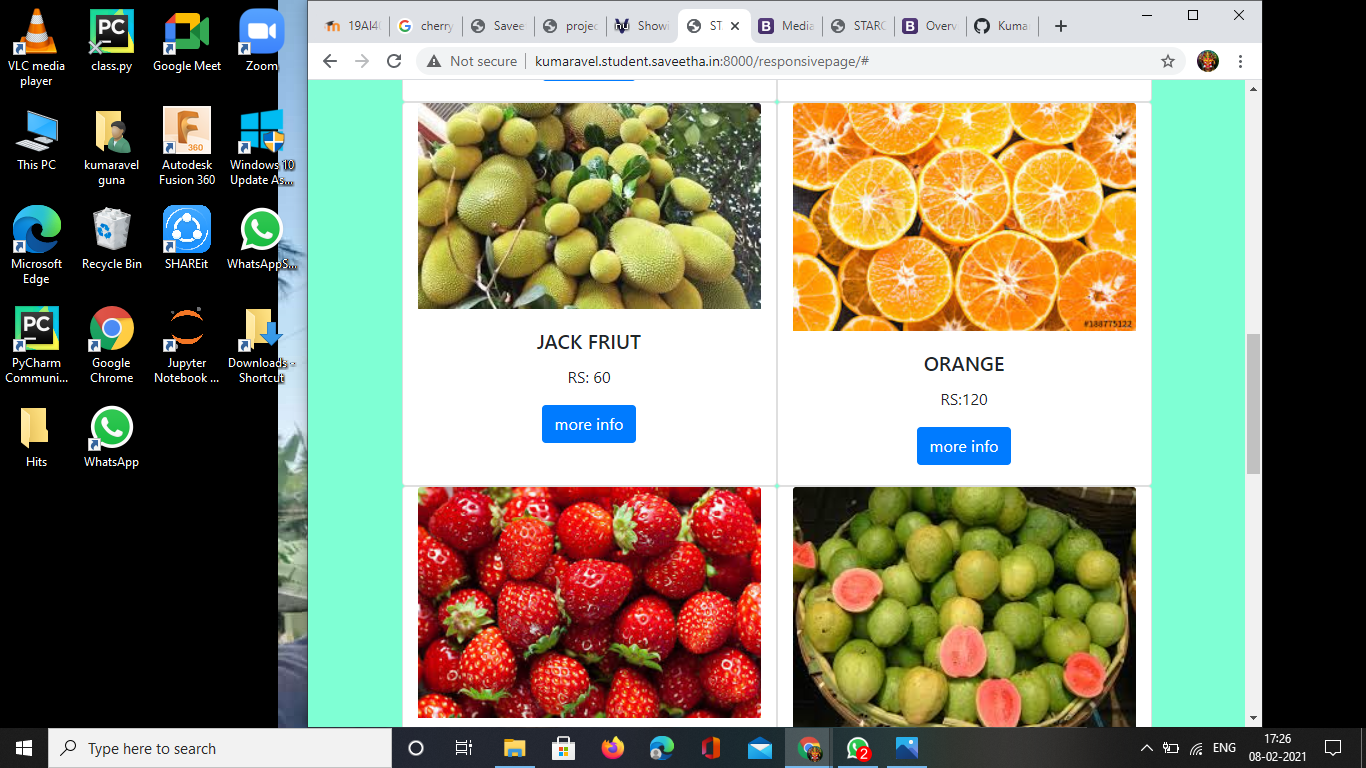 VLC media
player
class.py
Google Meet
Zoom
This PC
kumaravel
guna
Autodesk
Fusion 360
Windows 10
Update As...
Microsoft
Edge
Recycle Bin
SHAREit
WhatsAppS...
PyCharm
Communi...
Google
Chrome
Jupyter
Notebook ...
Downloads -
Shortcut
Hits
WhatsApp
19AI40
cherry
Savee
projec
Showi
ST
Media
STARC
Overv
Kuma
Not secure
kumaravel.student.saveetha.in:8000/responsivepage/#
#188775122
JACK FRIUT
RS: 60
more info
ORANGE
RS:120
more info
Type here to search
2
ENG
17:26
08-02-2021